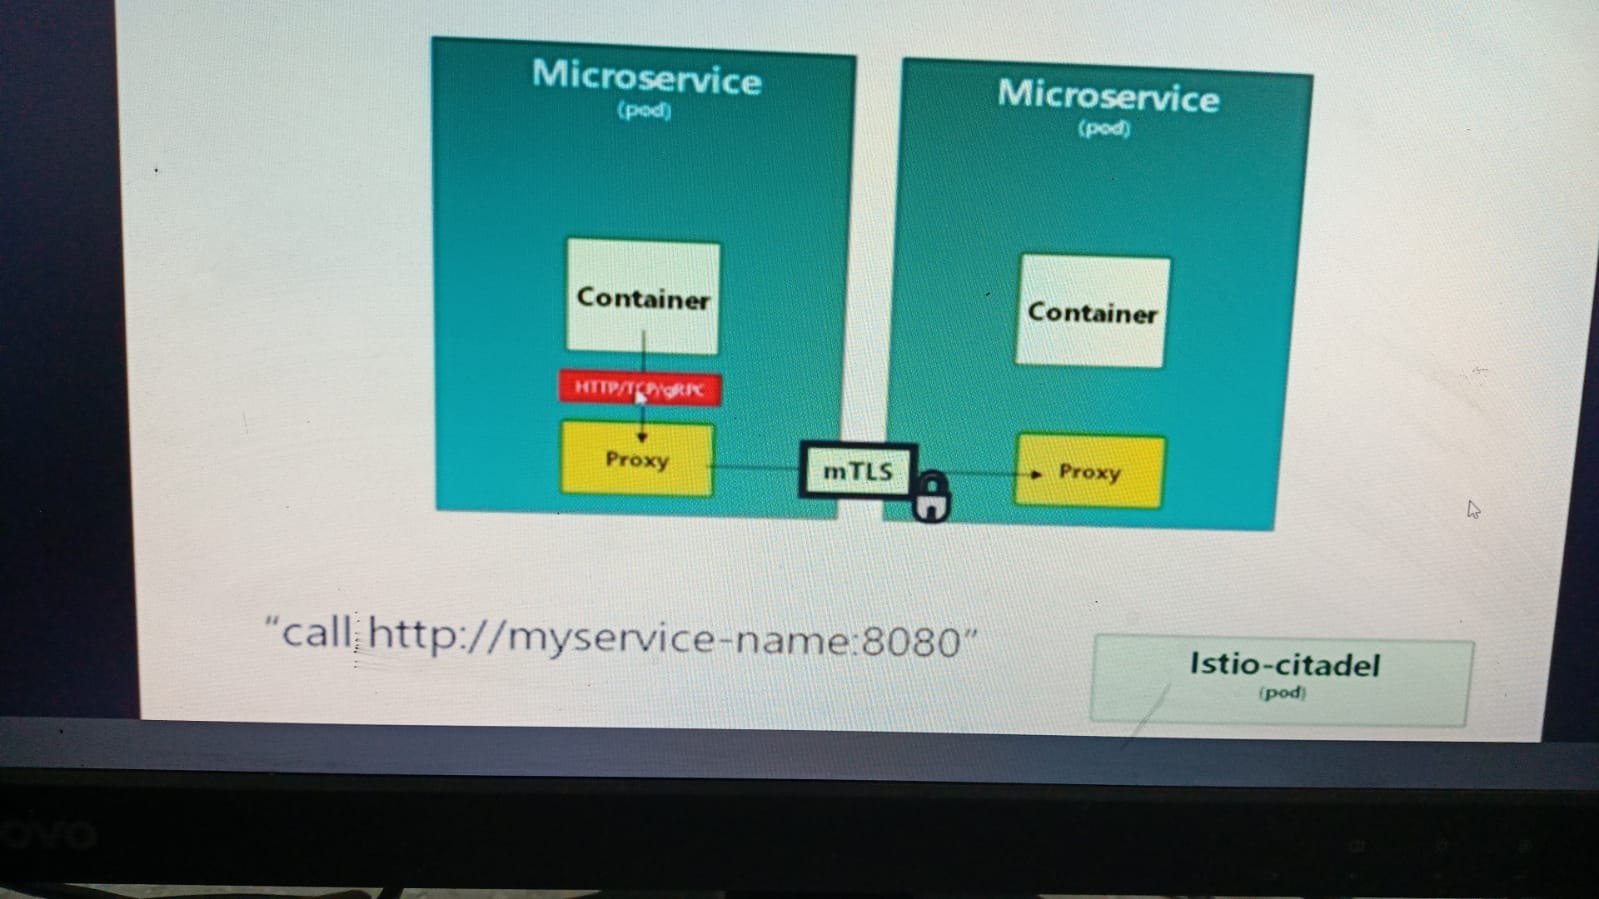 Microservice
(pod)
Container
HTTP/TCP/gRPC
Proxy
mTLS
Microservice
(pod)
Container
Proxy
“call http://myservice-name:8080”
Istio-citadel
(pod)
ovo